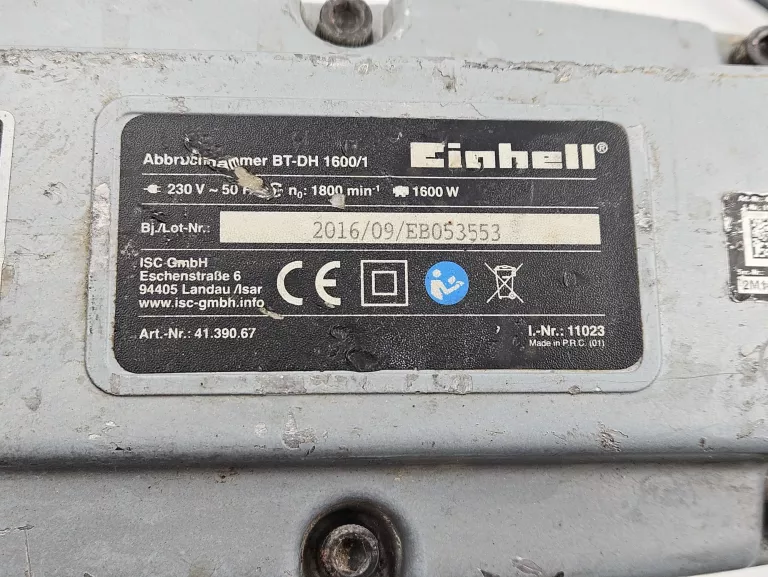 Einhell®
Abbruchhammer BT-DH 1600/1
230 V ~ 50 Hz n₀: 1800 min⁻¹ 1600 W
Bj./Lot-Nr.: 2016/09/EB053553
ISC GmbH
Eschenstraße 6
94405 Landau /Isar
www.isc-gmbh.info
CE
Art.-Nr.: 41.390.67
I.-Nr.: 11023
Made in P.R.C. (01)